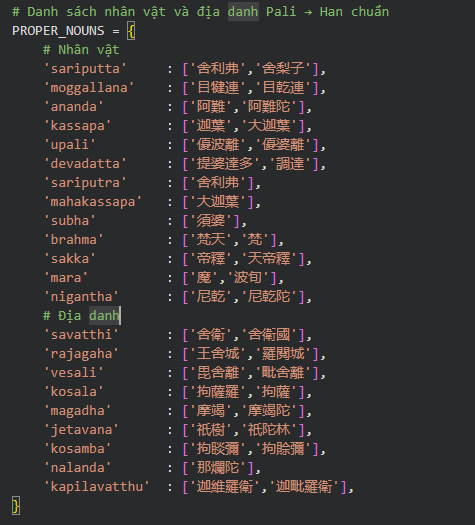 # Danh sách nhân vật và địa danh Pali → Han chuẩn
PROPER_NOUNS = {
    # Nhân vật
    'sariputta'     : ['舍利弗','舍梨子'],
    'moggallana'    : ['目犍連','目乾連'],
    'ananda'        : ['阿難','阿難陀'],
    'kassapa'       : ['迦葉','大迦葉'],
    'upali'         : ['優波離','優婆離'],
    'devadatta'     : ['提婆達多','調達'],
    'sariputra'     : ['舍利弗'],
    'mahakassapa'   : ['大迦葉'],
    'subha'         : ['須婆'],
    'brahma'        : ['梵天','梵'],
    'sakka'         : ['帝釋','天帝釋'],
    'mara'          : ['魔','波旬'],
    'nigantha'      : ['尼乾','尼乾陀'],
    # Địa danh
    'savatthi'      : ['舍衛','舍衛國'],
    'rajagaha'      : ['王舍城','羅閱城'],
    'vesali'        : ['毘舍離','毗舍離'],
    'kosala'        : ['拘薩羅','拘薩'],
    'magadha'       : ['摩竭','摩竭陀'],
    'jetavana'      : ['祇樹','祇陀林'],
    'kosamba'       : ['拘睒彌','拘睒彌'],
    'nalanda'       : ['那爛陀'],
    'kapilavatthu'  : ['迦維羅衛','迦毗羅衛'],
}